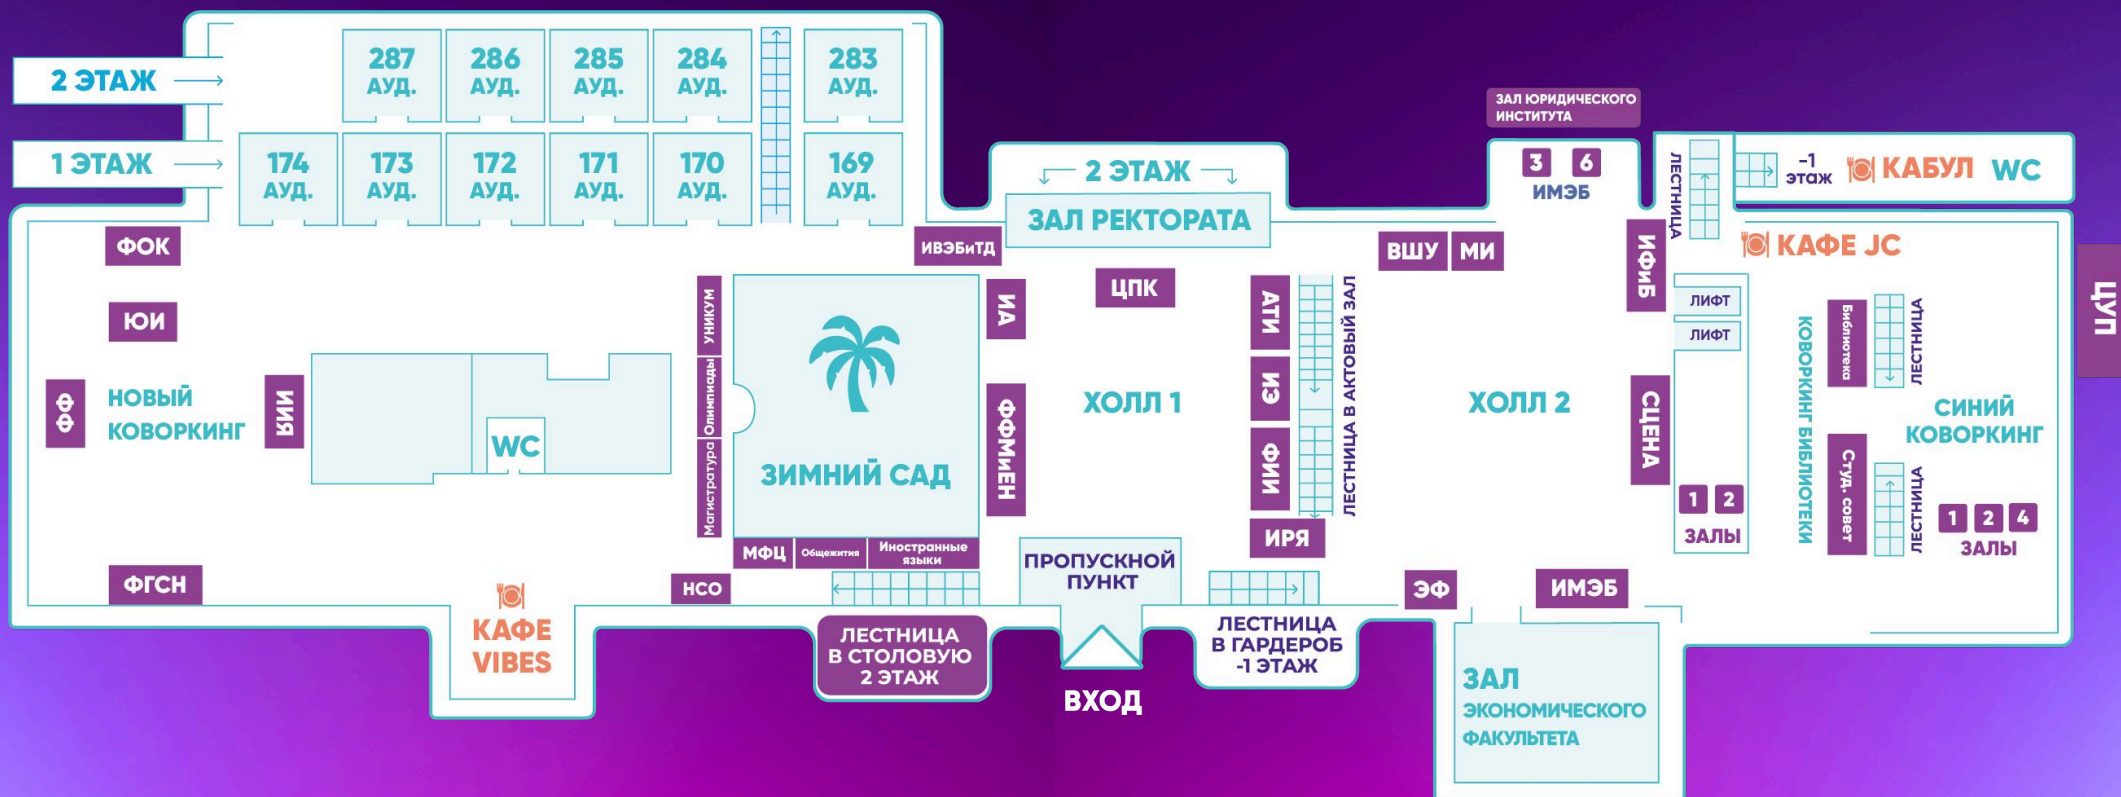 2 ЭТАЖ
287
АУД.
286
АУД.
285
АУД.
284
АУД.
283
АУД.
1 ЭТАЖ
174
АУД.
173
АУД.
172
АУД.
171
АУД.
170
АУД.
169
АУД.
2 ЭТАЖ
ЗАЛ РЕКТОРАТА
ЗАЛ ЮРИДИЧЕСКОГО
ИНСТИТУТА
3 6
ИМЭБ
ЛЕСТНИЦА
-1
этаж
КАБУЛ
WC
ФОК
ЮИ
ФФ
НОВЫЙ
КОВОРКИНГ
ИИЯ
ФГСН
WC
КАФЕ
VIBES
УНИКУМ
Олимпиады
Магистратура
ЗИМНИЙ САД
МФЦ
Общежития
Иностранные
языки
НСО
ЛЕСТНИЦА
В СТОЛОВУЮ
2 ЭТАЖ
ИВЭБиТД
ИА
ФФМиЕН
ЦПК
ХОЛЛ 1
ПРОПУСКНОЙ
ПУНКТ
ВХОД
АТИ
ИЭ
ФИИ
ИРЯ
ЛЕСТНИЦА В АКТОВЫЙ ЗАЛ
ЛЕСТНИЦА
В ГАРДЕРОБ
-1 ЭТАЖ
ВШУ
МИ
ХОЛЛ 2
ЭФ
ИМЭБ
ЗАЛ
ЭКОНОМИЧЕСКОГО
ФАКУЛЬТЕТА
ИФиБ
СЦЕНА
ЛИФТ
ЛИФТ
1 2
ЗАЛЫ
КАФЕ JC
КОВОРКИНГ БИБЛИОТЕКИ
Библиотека
Студ. совет
ЛЕСТНИЦА
ЛЕСТНИЦА
СИНИЙ
КОВОРКИНГ
1 2 4
ЗАЛЫ
ЦУП